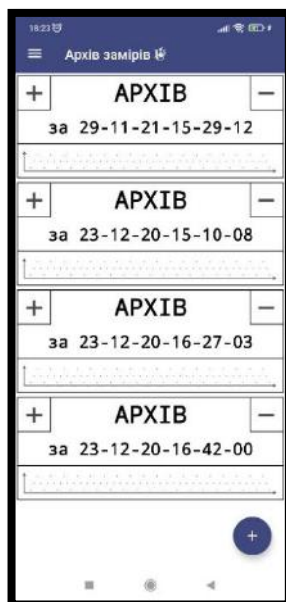 18:23
Архів замірів
+ АРХІВ −
за 29-11-21-15-29-12
+ АРХІВ −
за 23-12-20-15-10-08
+ АРХІВ −
за 23-12-20-16-27-03
+ АРХІВ −
за 23-12-20-16-42-00
+